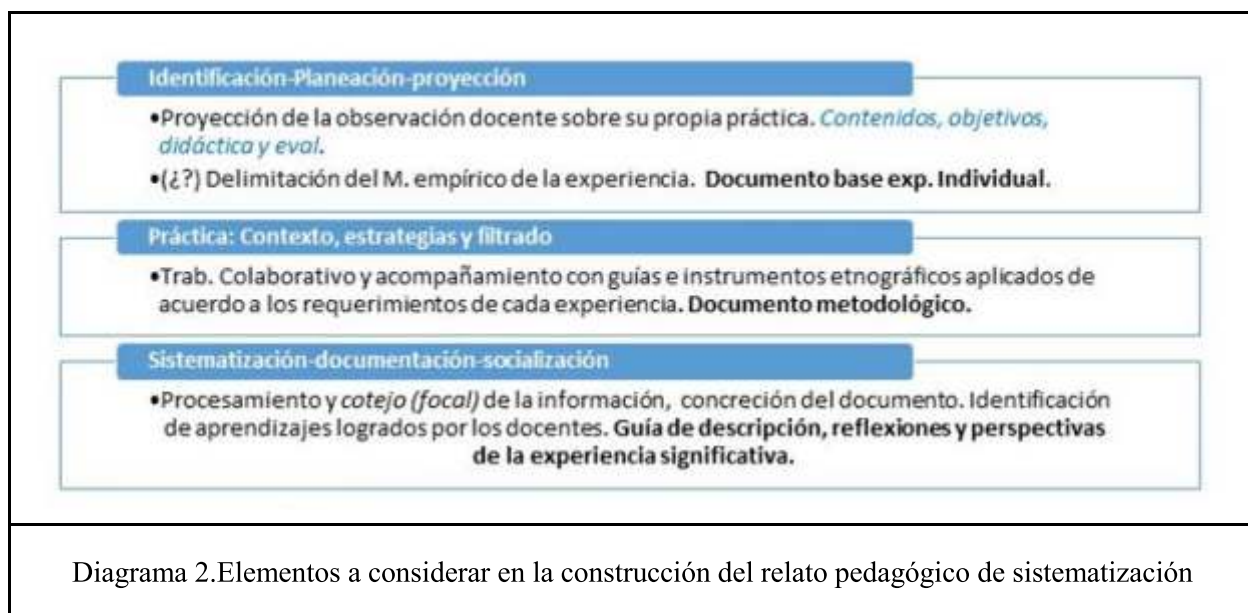 Identificación-Planeación-proyección
•Proyección de la observación docente sobre su propia práctica. Contenidos, objetivos,
didáctica y eval.
•(¿?) Delimitación del M. empírico de la experiencia. Documento base exp. Individual.
Práctica: Contexto, estrategias y filtrado
•Trab. Colaborativo y acompañamiento con guías e instrumentos etnográficos aplicados de
acuerdo a los requerimientos de cada experiencia. Documento metodológico.
Sistematización-documentación-socialización
•Procesamiento y cotejo (focal) de la información, concreción del documento. Identificación
de aprendizajes logrados por los docentes. Guía de descripción, reflexiones y perspectivas
de la experiencia significativa.
Diagrama 2.Elementos a considerar en la construcción del relato pedagógico de sistematización